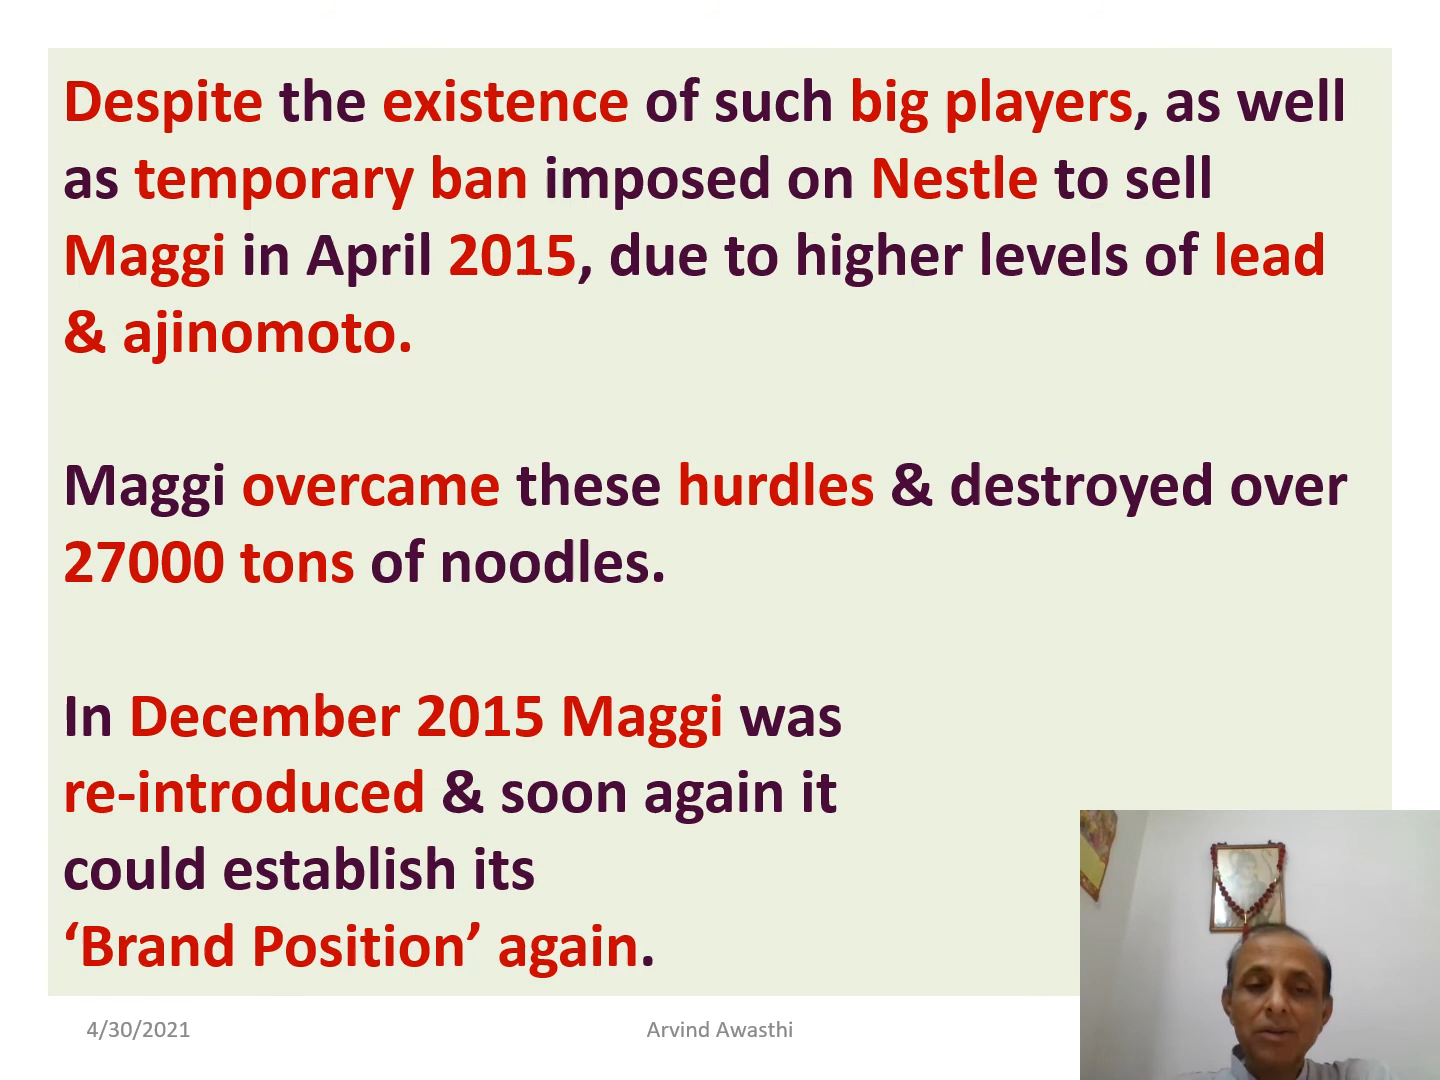 Despite the existence of such big players, as well
as temporary ban imposed on Nestle to sell
Maggi in April 2015, due to higher levels of lead
& ajinomoto.
Maggi overcame these hurdles & destroyed over
27000 tons of noodles.
In December 2015 Maggi was
re-introduced & soon again it
could establish its
‘Brand Position’ again.
4/30/2021
Arvind Awasthi